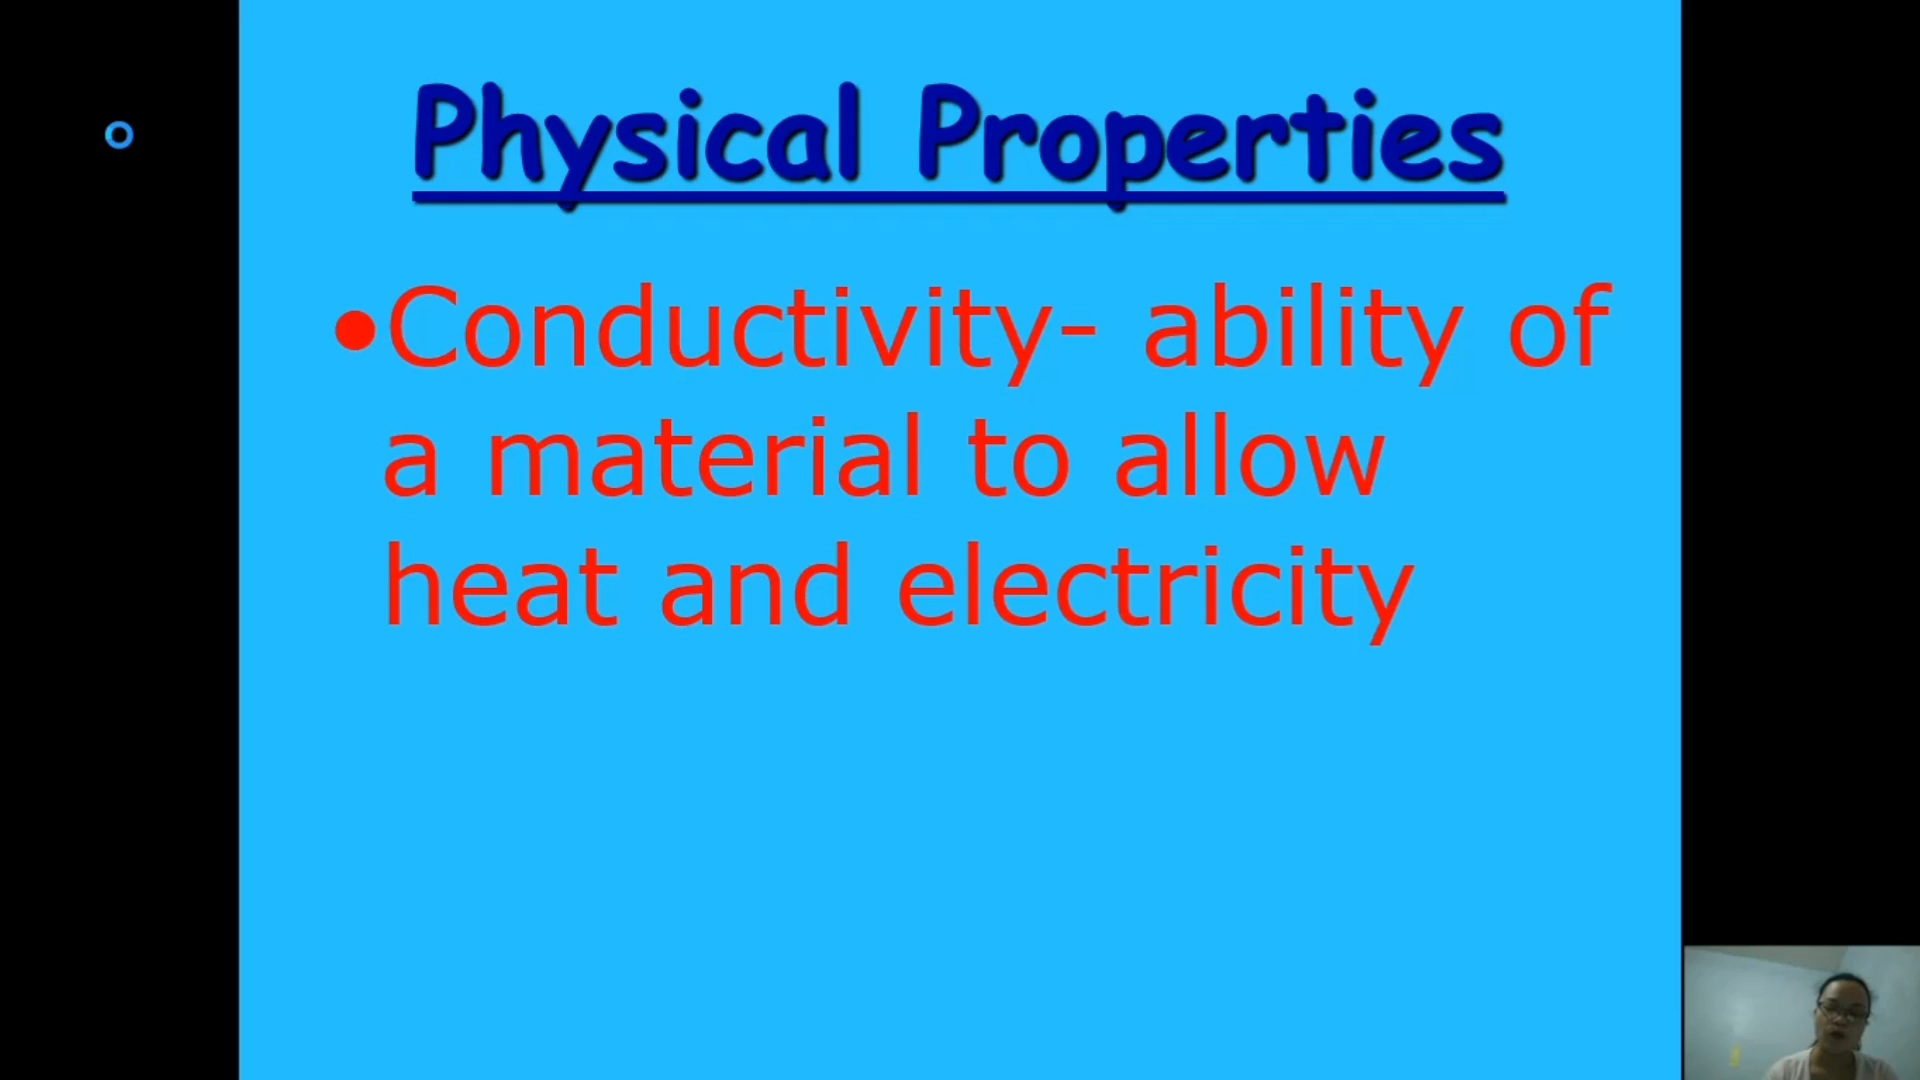 Physical Properties
•Conductivity- ability of
a material to allow
heat and electricity